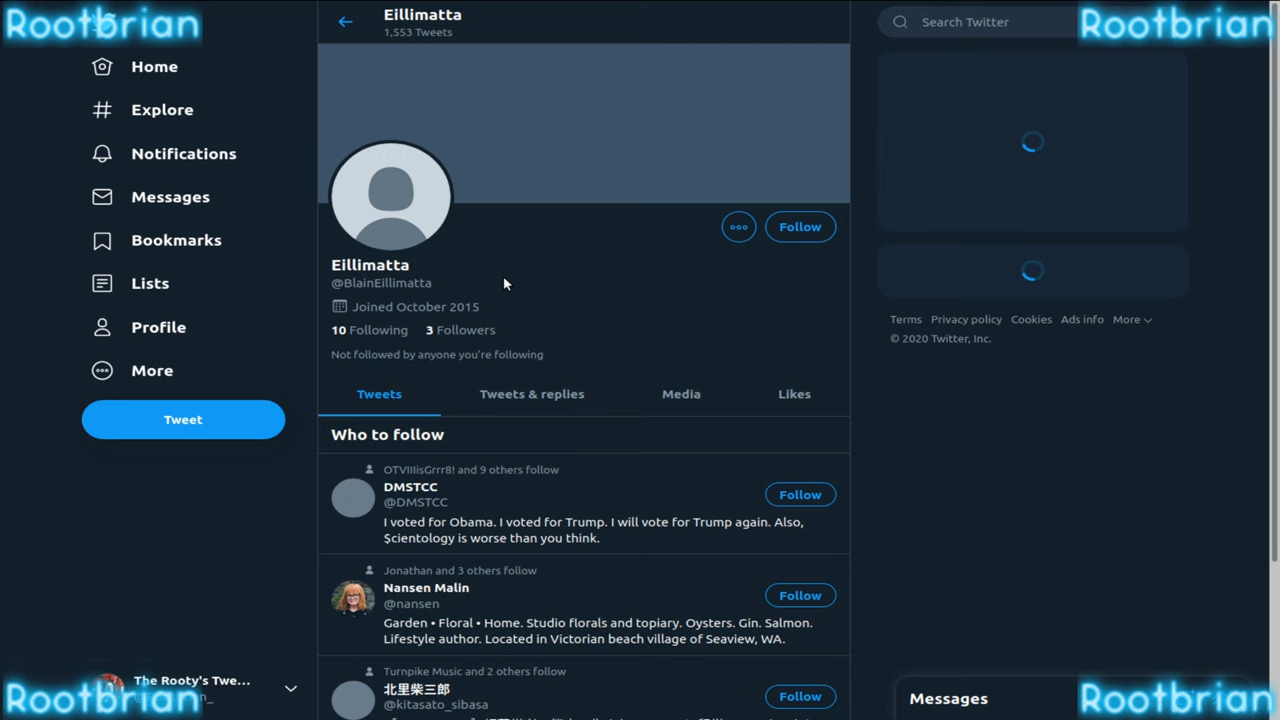 Rootbrian
Home
Explore
Notifications
Messages
Bookmarks
Lists
Profile
More
Tweet
The Rooty's Twe...
Rootbrian
Eillimatta
1,553 Tweets
Follow
Eillimatta
@BlainEillimatta
Joined October 2015
10 Following 3 Followers
Not followed by anyone you're following
Tweets Tweets & replies Media Likes
Who to follow
OTVIIIisGrrr8! and 9 others follow
DMSTCC
@DMSTCC
Follow
I voted for Obama. I voted for Trump. I will vote for Trump again. Also,
$cientology is worse than you think.
Jonathan and 3 others follow
Nansen Malin
@nansen
Follow
Garden • Floral • Home. Studio florals and topiary. Oysters. Gin. Salmon.
Lifestyle author. Located in Victorian beach village of Seaview, WA.
Turnpike Music and 2 others follow
北里柴三郎
@kitasato_sibasa
Follow
Search Twitter
Rootbrian
Terms Privacy policy Cookies Ads info More
© 2020 Twitter, Inc.
Messages
Rootbrian